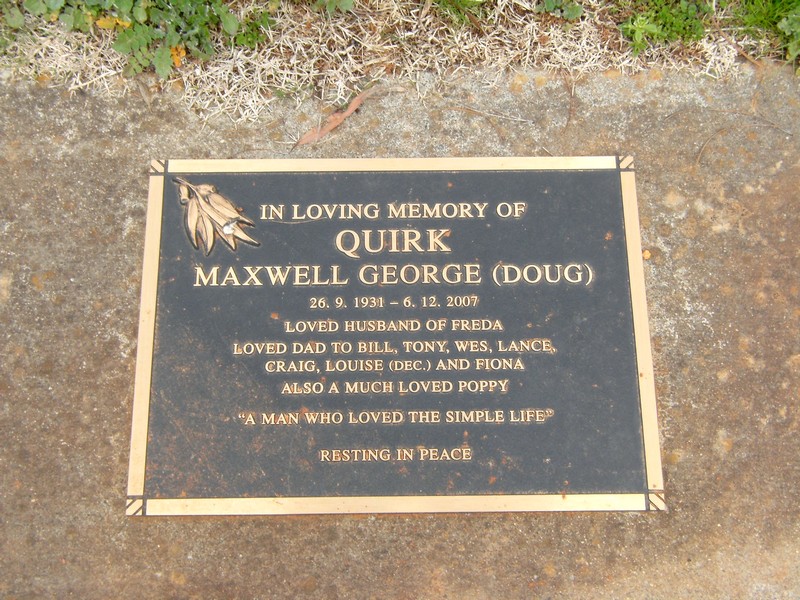 IN LOVING MEMORY OF
QUIRK
MAXWELL GEORGE (DOUG)
26. 9. 1931 – 6. 12. 2007
LOVED HUSBAND OF FREDA
LOVED DAD TO BILL, TONY, WES, LANCE,
CRAIG, LOUISE (DEC.) AND FIONA
ALSO A MUCH LOVED POPPY
“A MAN WHO LOVED THE SIMPLE LIFE”
RESTING IN PEACE